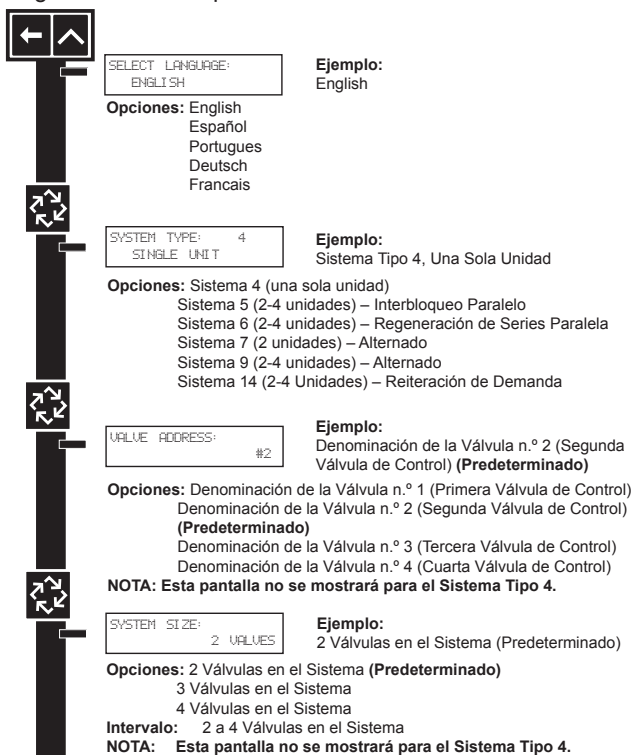 SELECT LANGUAGE:
ENGLISH
Ejemplo:
English
Opciones: English
Español
Portugues
Deutsch
Francais
SYSTEM TYPE: 4
SINGLE UNIT
Ejemplo:
Sistema Tipo 4, Una Sola Unidad
Opciones: Sistema 4 (una sola unidad)
Sistema 5 (2-4 unidades) – Interbloqueo Paralelo
Sistema 6 (2-4 unidades) – Regeneración de Series Paralela
Sistema 7 (2 unidades) – Alternado
Sistema 9 (2-4 unidades) – Alternado
Sistema 14 (2-4 Unidades) – Reiteración de Demanda
VALVE ADDRESS:
#2
Ejemplo:
Denominación de la Válvula n.º 2 (Segunda
Válvula de Control) (Predeterminado)
Opciones: Denominación de la Válvula n.º 1 (Primera Válvula de Control)
Denominación de la Válvula n.º 2 (Segunda Válvula de Control)
(Predeterminado)
Denominación de la Válvula n.º 3 (Tercera Válvula de Control)
Denominación de la Válvula n.º 4 (Cuarta Válvula de Control)
NOTA: Esta pantalla no se mostrará para el Sistema Tipo 4.
SYSTEM SIZE:
2 VALVES
Ejemplo:
2 Válvulas en el Sistema (Predeterminado)
Opciones: 2 Válvulas en el Sistema (Predeterminado)
3 Válvulas en el Sistema
4 Válvulas en el Sistema
Intervalo: 2 a 4 Válvulas en el Sistema
NOTA: Esta pantalla no se mostrará para el Sistema Tipo 4.